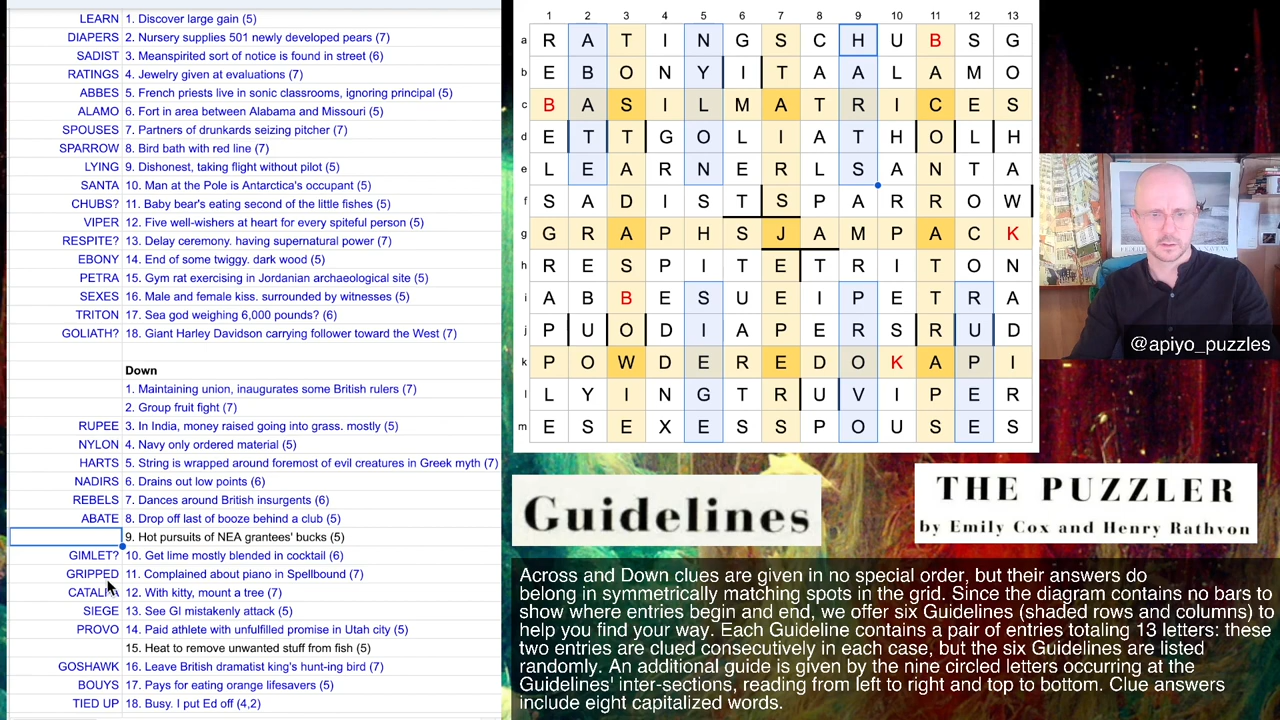 LEARN 1. Discover large gain (5)
DIAPERS 2. Nursery supplies 501 newly developed pears (7)
SADIST 3. Meanspirited sort of notice is found in street (6)
RATINGS 4. Jewelry given at evaluations (7)
ABBES 5. French priests live in sonic classrooms, ignoring principal (5)
ALAMO 6. Fort in area between Alabama and Missouri (5)
SPOUSES 7. Partners of drunkards seizing pitcher (7)
SPARROW 8. Bird bath with red line (7)
LYING 9. Dishonest, taking flight without pilot (5)
SANTA 10. Man at the Pole is Antarctica's occupant (5)
CHUBS? 11. Baby bear's eating second of the little fishes (5)
VIPER 12. Five well-wishers at heart for every spiteful person (5)
RESPITE? 13. Delay ceremony. having supernatural power (7)
EBONY 14. End of some twiggy. dark wood (5)
PETRA 15. Gym rat exercising in Jordanian archaeological site (5)
SEXES 16. Male and female kiss. surrounded by witnesses (5)
TRITON 17. Sea god weighing 6,000 pounds? (6)
GOLIATH? 18. Giant Harley Davidson carrying follower toward the West (7)
Down
1. Maintaining union, inaugurates some British rulers (7)
2. Group fruit fight (7)
RUPEE 3. In India, money raised going into grass. mostly (5)
NYLON 4. Navy only ordered material (5)
HARTS 5. String is wrapped around foremost of evil creatures in Greek myth (7)
NADIRS 6. Drains out low points (6)
REBELS 7. Dances around British insurgents (6)
ABATE 8. Drop off last of booze behind a club (5)
9. Hot pursuits of NEA grantees' bucks (5)
GIMLET? 10. Get lime mostly blended in cocktail (6)
GRIPPED 11. Complained about piano in Spellbound (7)
12. With kitty, mount a tree (7)
SIEGE 13. See GI mistakenly attack (5)
PROVO 14. Paid athlete with unfulfilled promise in Utah city (5)
15. Heat to remove unwanted stuff from fish (5)
GOSHAWK 16. Leave British dramatist king's hunt-ing bird (7)
BOUYS 17. Pays for eating orange lifesavers (5)
TIED UP 18. Busy. I put Ed off (4,2)
1 2 3 4 5 6 7 8 9 10 11 12 13
a R A T I N G S C H U B S G
b E B O N Y I T A A L A M O
c B A S I L M A T R I C E S
d E T T G O L I A T H O L H
e L E A R N E R L S A N T A
f S A D I S T S P A R R O W
g G R A P H S J A M P A C K
h R E S P I T E T R I T O N
i A B B E S U E I P E T R A
j P U O D I A P E R S R U D
k P O W D E R E D O K A P I
l L Y I N G T R U V I P E R
m E S E X E S S P O U S E S
@apiyo_puzzles
Guidelines
THE PUZZLER
by Emily Cox and Henry Rathvon
Across and Down clues are given in no special order, but their answers do
belong in symmetrically matching spots in the grid. Since the diagram contains no bars to
show where entries begin and end, we offer six Guidelines (shaded rows and columns) to
help you find your way. Each Guideline contains a pair of entries totaling 13 letters: these
two entries are clued consecutively in each case, but the six Guidelines are listed
randomly. An additional guide is given by the nine circled letters occurring at the
Guidelines' inter-sections, reading from left to right and top to bottom. Clue answers
include eight capitalized words.